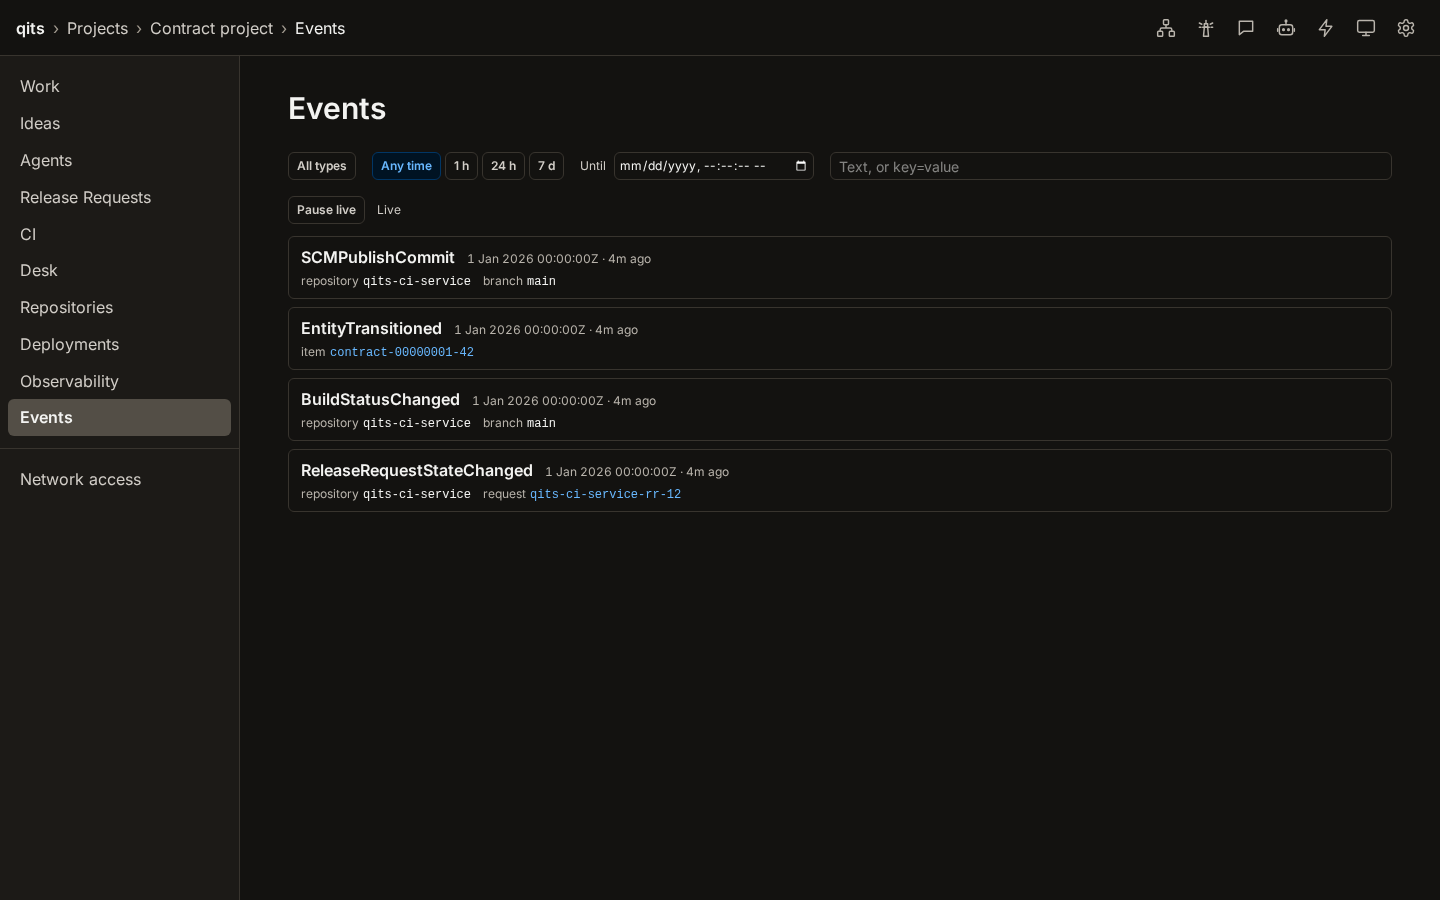 qits › Projects › Contract project › Events
Work
Ideas
Agents
Release Requests
CI
Desk
Repositories
Deployments
Observability
Events
Network access
Events
All types Any time 1 h 24 h 7 d Until mm/dd/yyyy, --:--:-- -- Text, or key=value
Pause live Live
SCMPublishCommit 1 Jan 2026 00:00:00Z · 4m ago
repository qits-ci-service branch main
EntityTransitioned 1 Jan 2026 00:00:00Z · 4m ago
item contract-00000001-42
BuildStatusChanged 1 Jan 2026 00:00:00Z · 4m ago
repository qits-ci-service branch main
ReleaseRequestStateChanged 1 Jan 2026 00:00:00Z · 4m ago
repository qits-ci-service request qits-ci-service-rr-12